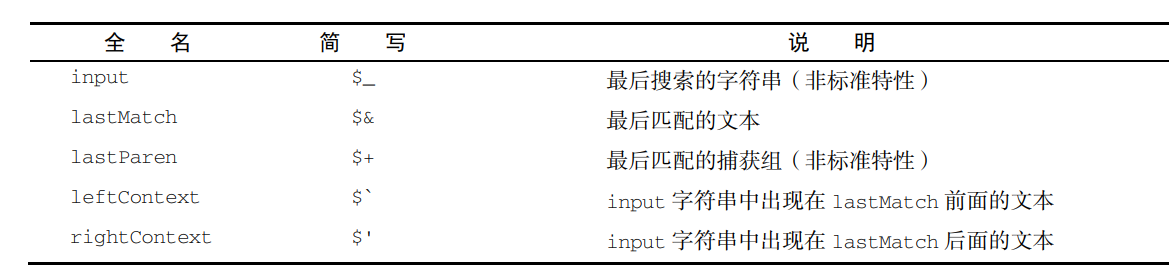 全 名 简 写 说 明
input $_ 最后搜索的字符串（非标准特性）
lastMatch $& 最后匹配的文本
lastParen $+ 最后匹配的捕获组（非标准特性）
leftContext $` input 字符串中出现在 lastMatch 前面的文本
rightContext $' input 字符串中出现在 lastMatch 后面的文本